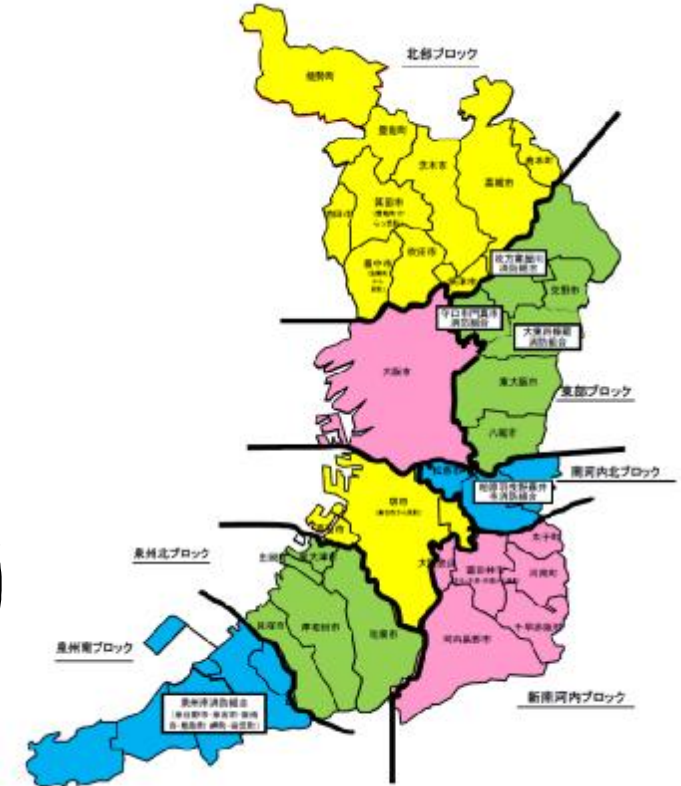 北部ブロック
能勢町
豊能町
茨木市
島本町
高槻市
箕面市
池田市
吹田市
豊中市
摂津市
枚方寝屋川
消防組合
交野市
守口市門真市
消防組合
大東四條畷
消防組合
大阪市
東大阪市
東部ブロック
八尾市
松原市
南河内北ブロック
柏原羽曳野藤井
寺消防組合
堺市
太子町
泉州北ブロック
泉大津市
富田林市
河南町
貝塚市
岸和田市
和泉市
千早赤阪村
河内長野市
泉州南ブロック
泉州南消防組合
新南河内ブロック